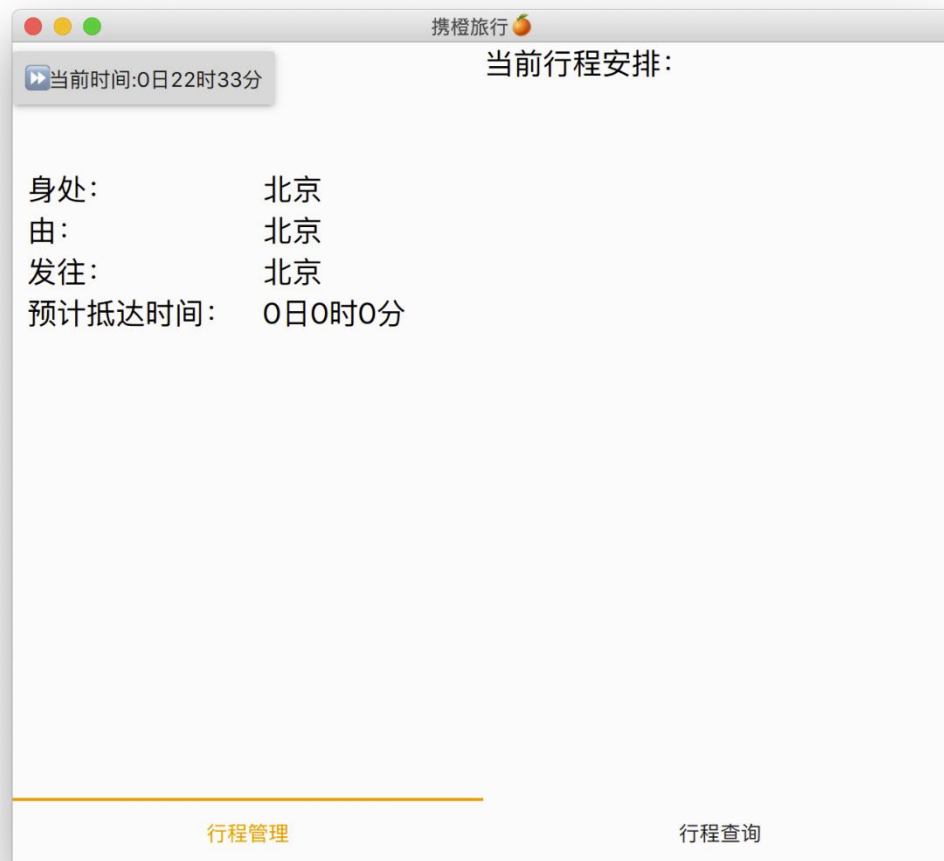 携橙旅行🍊
⏩当前时间:0日22时33分
当前行程安排：
身处： 北京
由： 北京
发往： 北京
预计抵达时间： 0日0时0分
行程管理 行程查询